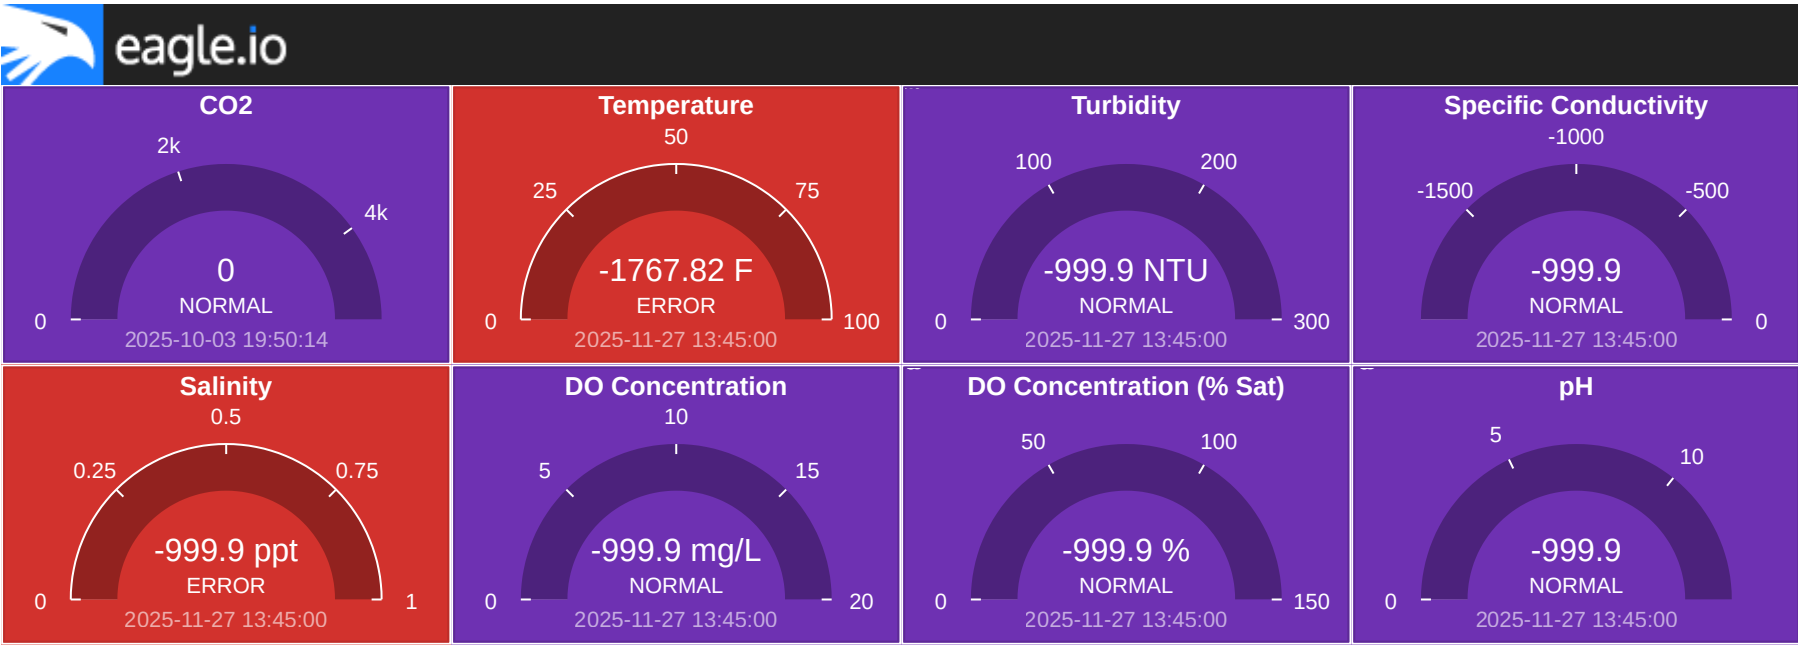 eagle.io
CO2
2k
4k
0
NORMAL
0
2025-10-03 19:50:14
Temperature
50
25
75
-1767.82 F
ERROR
0
100
2025-11-27 13:45:00
Turbidity
100
200
-999.9 NTU
NORMAL
0
300
2025-11-27 13:45:00
Specific Conductivity
-1000
-1500
-500
-999.9
NORMAL
0
2025-11-27 13:45:00
Salinity
0.5
0.25
0.75
-999.9 ppt
ERROR
0
1
2025-11-27 13:45:00
DO Concentration
10
5
15
-999.9 mg/L
NORMAL
0
20
2025-11-27 13:45:00
DO Concentration (% Sat)
50
100
-999.9 %
NORMAL
0
150
2025-11-27 13:45:00
pH
5
10
-999.9
NORMAL
0
2025-11-27 13:45:00